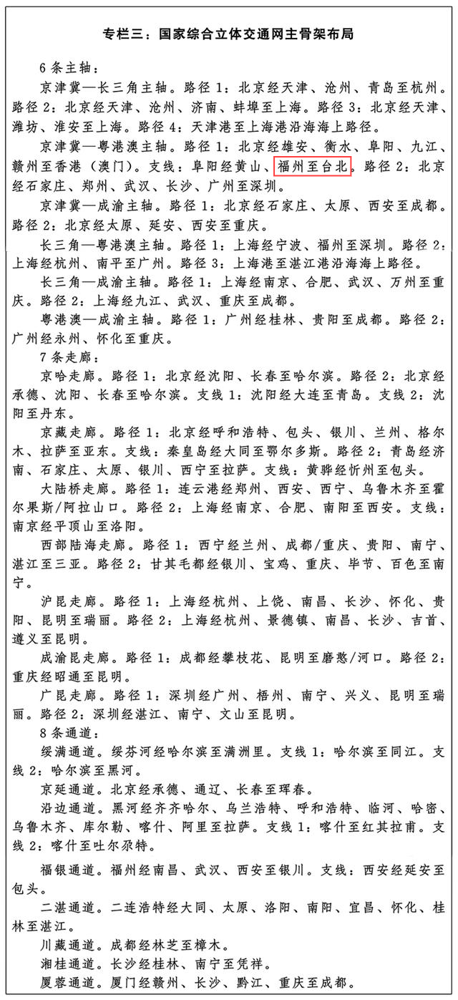 专栏三：国家综合立体交通网主骨架布局
6 条主轴：
京津冀—长三角主轴。路径 1：北京经天津、沧州、青岛至杭州。
路径 2：北京经天津、沧州、济南、蚌埠至上海。路径 3：北京经天津、
潍坊、淮安至上海。路径 4：天津港至上海港沿海海上路径。
京津冀—粤港澳主轴。路径 1：北京经雄安、衡水、阜阳、九江、
赣州至香港（澳门）。支线：阜阳经黄山、福州至台北。路径 2：北京
经石家庄、郑州、武汉、长沙、广州至深圳。
京津冀—成渝主轴。路径 1：北京经石家庄、太原、西安至成都。
路径 2：北京经太原、延安、西安至重庆。
长三角—粤港澳主轴。路径 1：上海经宁波、福州至深圳。路径 2：
上海经杭州、南平至广州。路径 3：上海港至湛江港沿海海上路径。
长三角—成渝主轴。路径 1：上海经南京、合肥、武汉、万州至重
庆。路径 2：上海经九江、武汉、重庆至成都。
粤港澳—成渝主轴。路径 1：广州经桂林、贵阳至成都。路径 2：
广州经永州、怀化至重庆。
7 条走廊：
京哈走廊。路径 1：北京经沈阳、长春至哈尔滨。路径 2：北京经
承德、沈阳、长春至哈尔滨。支线 1：沈阳经大连至青岛。支线 2：沈
阳至丹东。
京藏走廊。路径 1：北京经呼和浩特、包头、银川、兰州、格尔
木、拉萨至亚东。支线：秦皇岛经大同至鄂尔多斯。路径 2：青岛经济
南、石家庄、太原、银川、西宁至拉萨。支线：黄骅经忻州至包头。
大陆桥走廊。路径 1：连云港经郑州、西安、西宁、乌鲁木齐至霍
尔果斯/阿拉山口。路径 2：上海经南京、合肥、南阳至西安。支线：
南京经平顶山至洛阳。
西部陆海走廊。路径 1：西宁经兰州、成都/重庆、贵阳、南宁、
湛江至三亚。路径 2：甘其毛都经银川、宝鸡、重庆、毕节、百色至南
宁。
沪昆走廊。路径 1：上海经杭州、上饶、南昌、长沙、怀化、贵
阳、昆明至瑞丽。路径 2：上海经杭州、景德镇、南昌、长沙、吉首、
遵义至昆明。
成渝昆走廊。路径 1：成都经攀枝花、昆明至磨憨/河口。路径 2：
重庆经昭通至昆明。
广昆走廊。路径 1：深圳经广州、梧州、南宁、兴义、昆明至瑞
丽。路径 2：深圳经湛江、南宁、文山至昆明。
8 条通道：
绥满通道。绥芬河经哈尔滨至满洲里。支线 1：哈尔滨至同江。支
线 2：哈尔滨至黑河。
京延通道。北京经承德、通辽、长春至珲春。
沿边通道。黑河经齐齐哈尔、乌兰浩特、呼和浩特、临河、哈密、
乌鲁木齐、库尔勒、喀什、阿里至拉萨。支线 1：喀什至红其拉甫。支
线 2：喀什至吐尔尕特。
福银通道。福州经南昌、武汉、西安至银川。支线：西安经延安至
包头。
二湛通道。二连浩特经大同、太原、洛阳、南阳、宜昌、怀化、桂
林至湛江。
川藏通道。成都经林芝至樟木。
湘桂通道。长沙经桂林、南宁至凭祥。
厦蓉通道。厦门经赣州、长沙、黔江、重庆至成都。